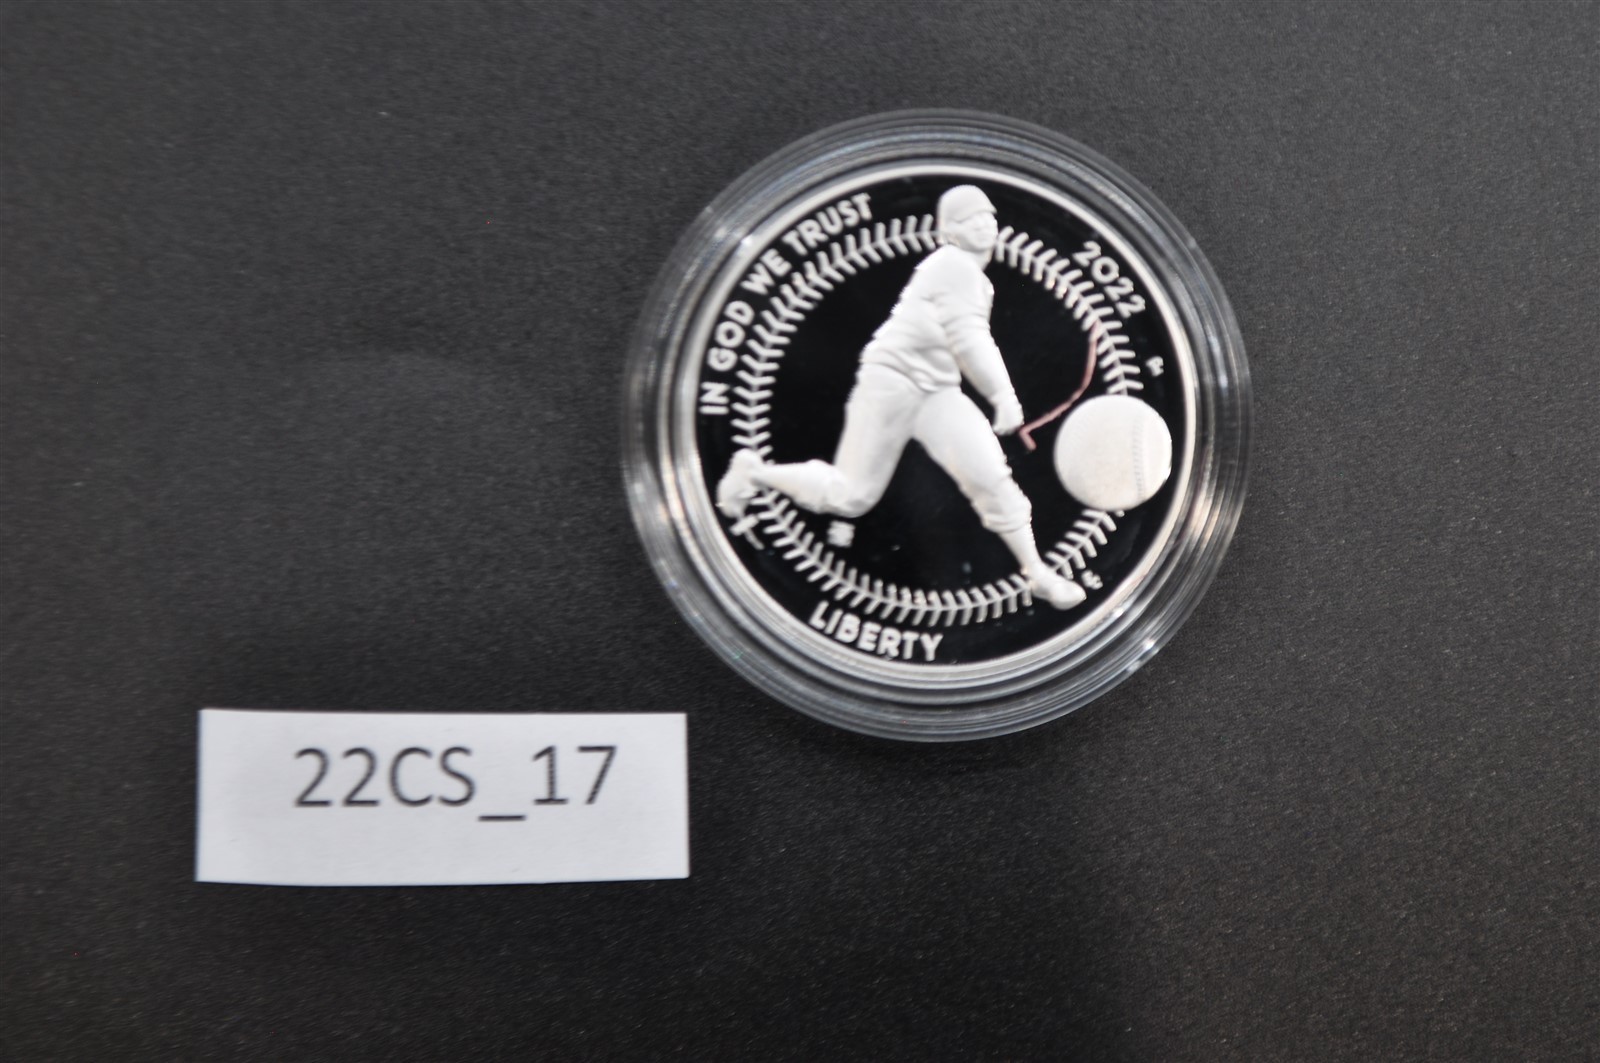 IN GOD WE TRUST
2022
LIBERTY
22CS_17